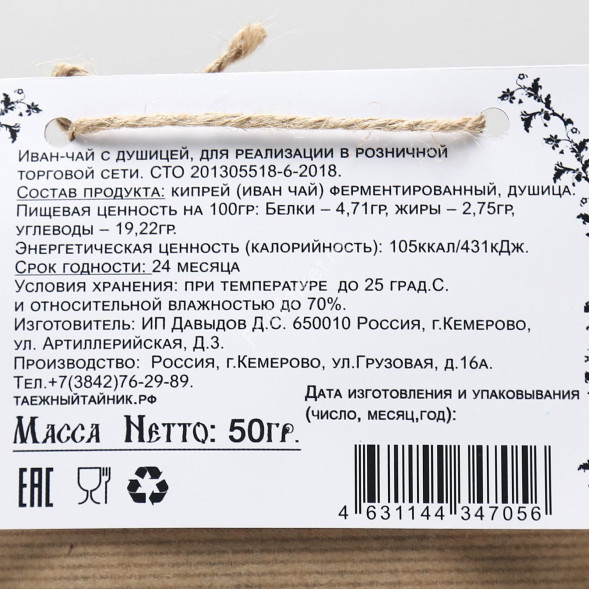 Иван-чай с душицей, для реализации в розничной
торговой сети. СТО 201305518-6-2018.
Состав продукта: кипрей (иван чай) ферментированный, душица.
Пищевая ценность на 100гр: Белки – 4,71гр, жиры – 2,75гр,
углеводы – 19,22гр.
Энергетическая ценность (калорийность): 105ккал/431кДж.
Срок годности: 24 месяца
Условия хранения: при температуре до 25 град.С.
и относительной влажностью до 70%.
Изготовитель: ИП Давыдов Д.С. 650010 Россия, г.Кемерово,
ул. Артиллерийская, Д.3.
Производство: Россия, г.Кемерово, ул.Грузовая, д.16а.
Тел.+7(3842)76-29-89.
таежныйтайник.рф
Дата изготовления и упаковывания
(число, месяц,год):
Масса Nетто: 50гр.
EAC
4 631144 347056